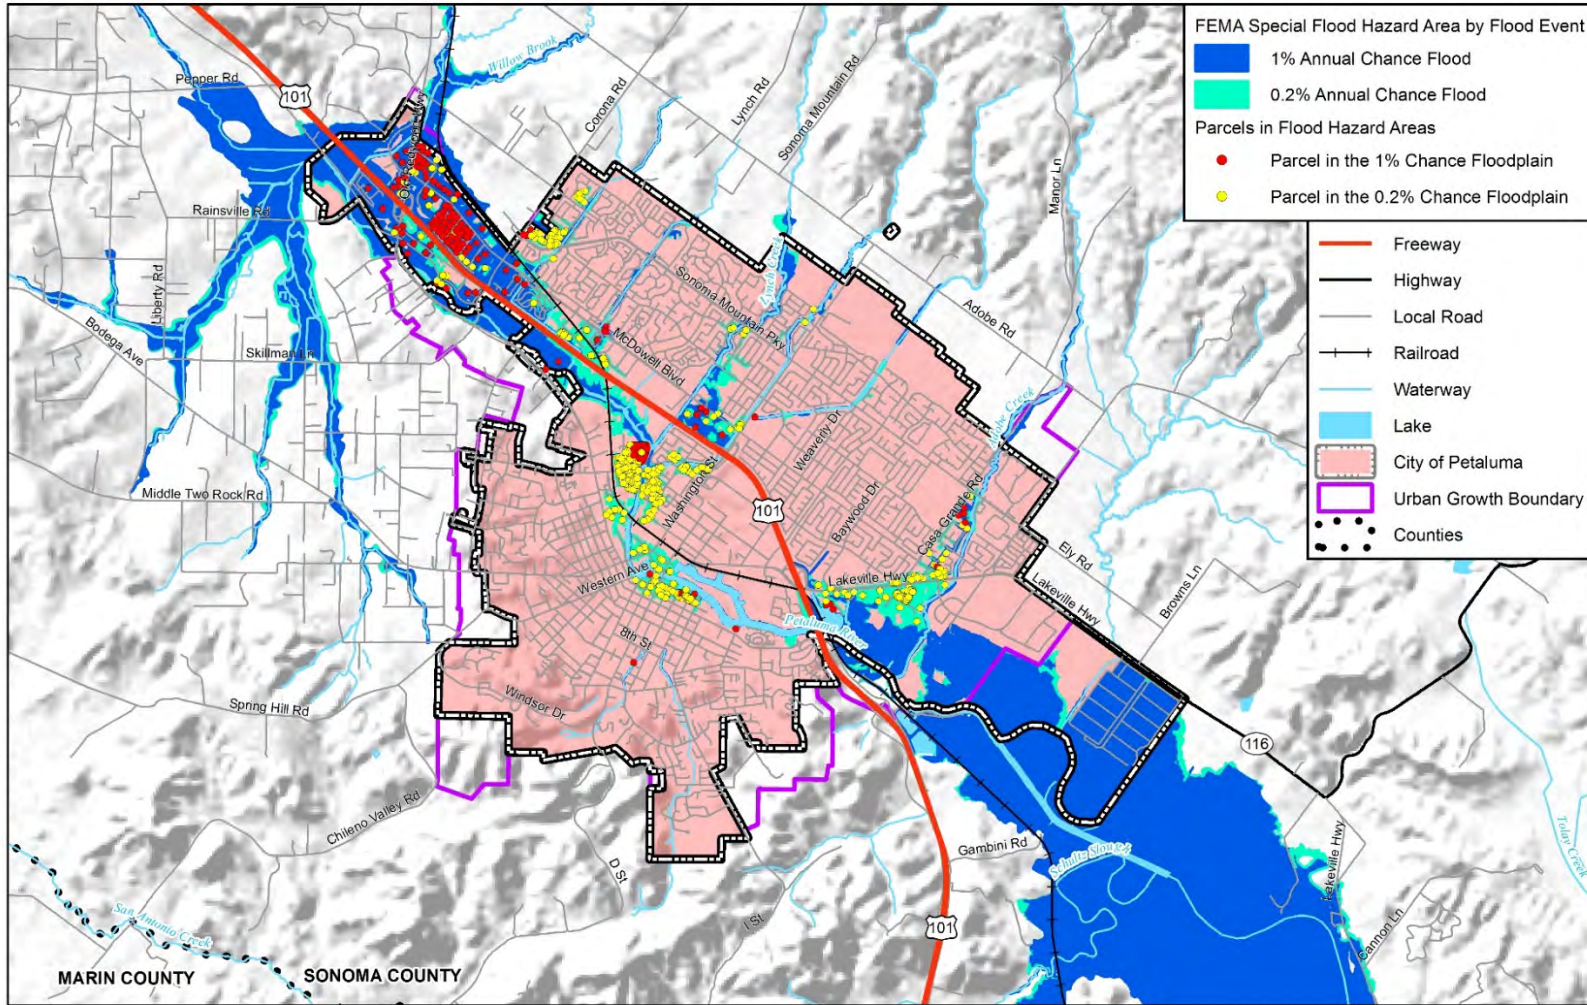 FEMA Special Flood Hazard Area by Flood Event
1% Annual Chance Flood
0.2% Annual Chance Flood
Parcels in Flood Hazard Areas
Parcel in the 1% Chance Floodplain
Parcel in the 0.2% Chance Floodplain
Freeway
Highway
Local Road
Railroad
Waterway
Lake
City of Petaluma
Urban Growth Boundary
Counties
Willow Brook
Pepper Rd
101
Corona Rd
Lynch Rd
Sonoma Mountain Rd
Manor Ln
Rainsville Rd
Liberty Rd
Lynch Creek
Sonoma Mountain Pky
Adobe Rd
Bodega Ave
Skillman Ln
McDowell Blvd
Adobe Creek
Weaverly Dr
Middle Two Rock Rd
Washington St
101
Baywood Dr
Casa Grande Rd
Ely Rd
Western Ave
Lakeville Hwy
Lakeville Hwy
Browns Ln
Petaluma River
8th St
Windsor Dr
Spring Hill Rd
116
Chileno Valley Rd
D St
I St
Gambini Rd
Schultz Slough
Lakeville Hwy
Tolay Creek
San Antonio Creek
101
Cannon Ln
MARIN COUNTY
SONOMA COUNTY